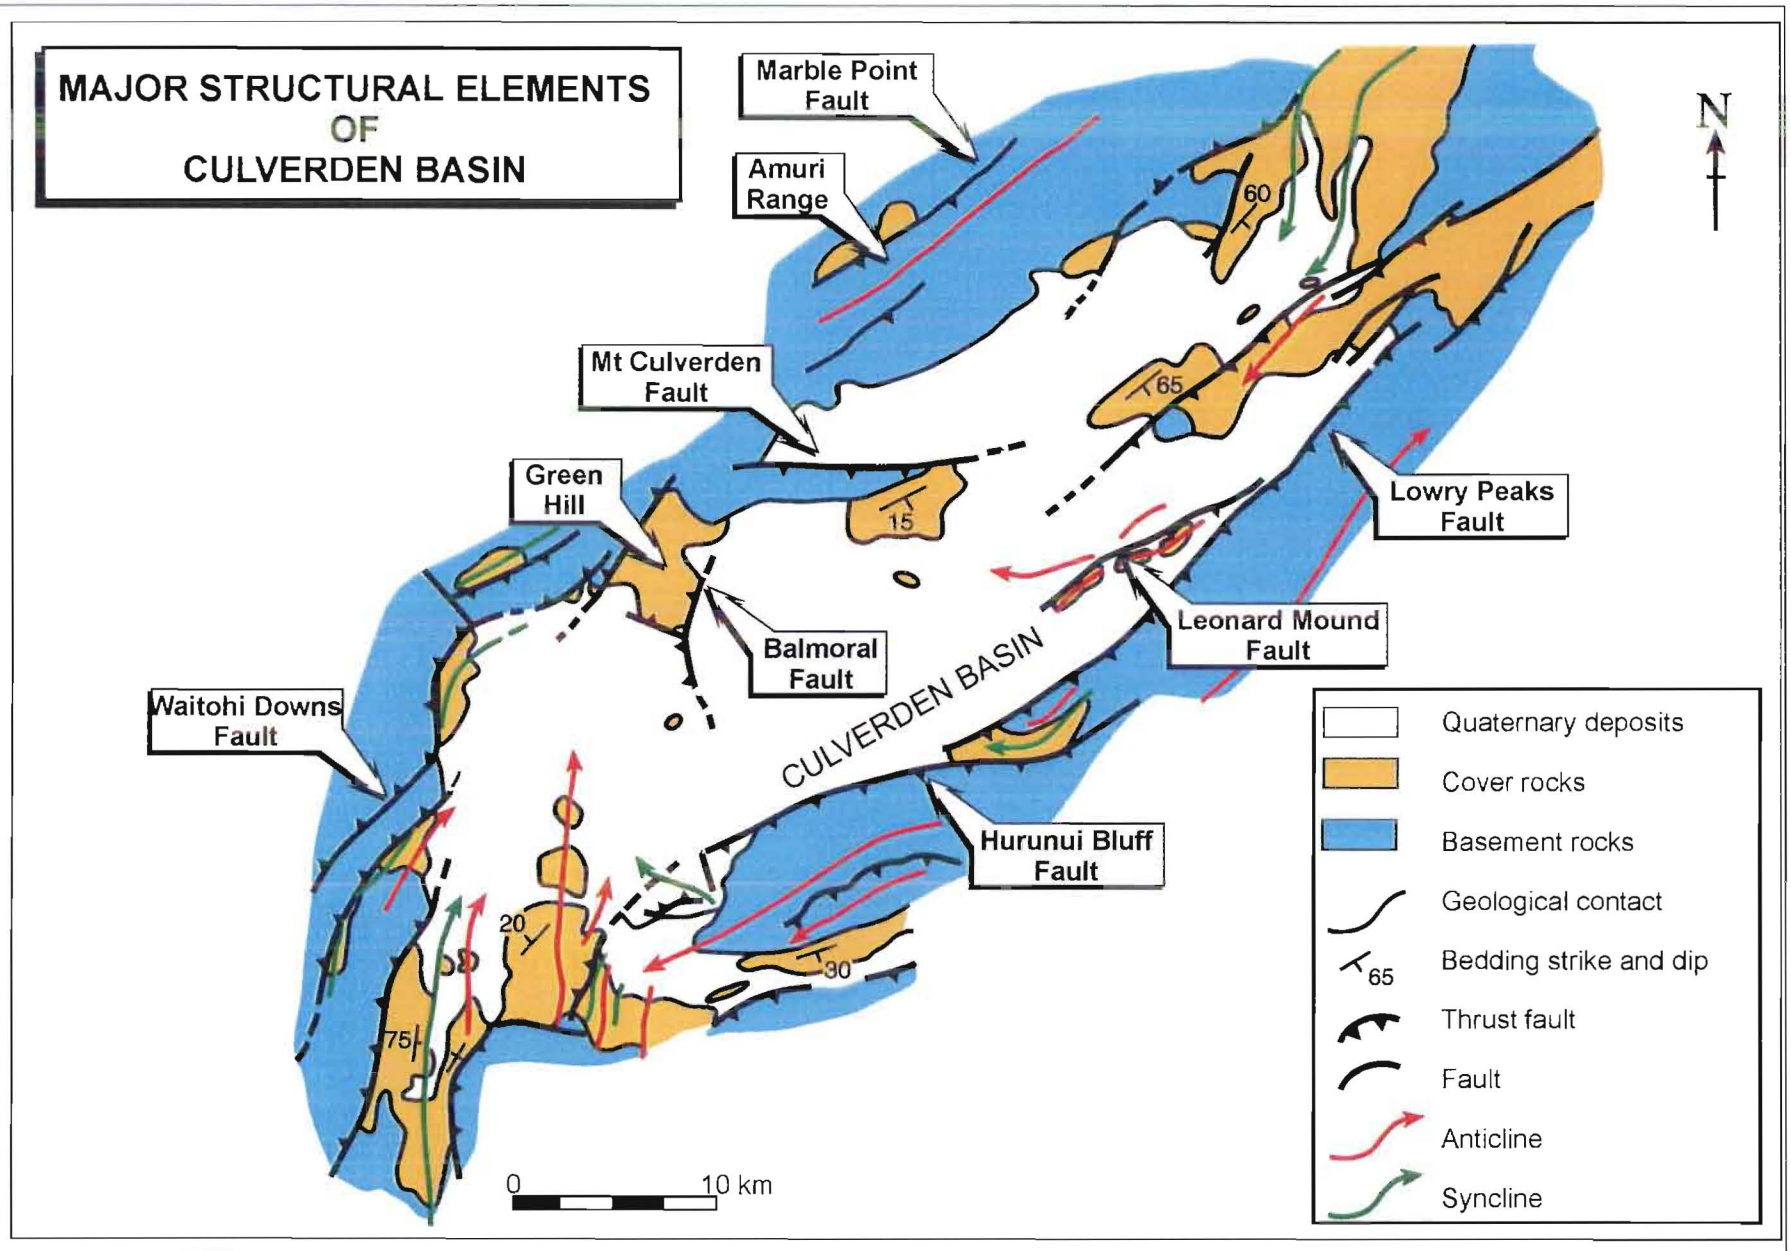 MAJOR STRUCTURAL ELEMENTS
OF
CULVERDEN BASIN
Marble Point
Fault
Amuri
Range
N
60
Mt Culverden
Fault
65
Green
Hill
15
Lowry Peaks
Fault
Leonard Mound
Fault
Balmoral
Fault
CULVERDEN BASIN
Waitohi Downs
Fault
Hurunui Bluff
Fault
20
30
75
0 10 km
Quaternary deposits
Cover rocks
Basement rocks
Geological contact
65
Bedding strike and dip
Thrust fault
Fault
Anticline
Syncline